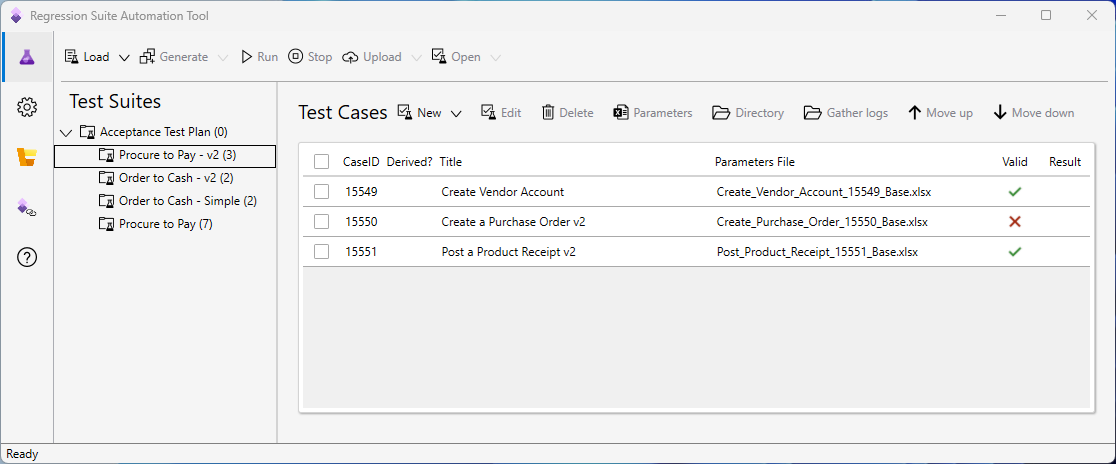 Regression Suite Automation Tool
Load Generate Run Stop Upload Open
Test Suites
Acceptance Test Plan (0)
Procure to Pay - v2 (3)
Order to Cash - v2 (2)
Order to Cash - Simple (2)
Procure to Pay (7)
Test Cases New Edit Delete Parameters Directory Gather logs Move up Move down
CaseID Derived? Title Parameters File Valid Result
15549 Create Vendor Account Create_Vendor_Account_15549_Base.xlsx
15550 Create a Purchase Order v2 Create_Purchase_Order_15550_Base.xlsx
15551 Post a Product Receipt v2 Post_Product_Receipt_15551_Base.xlsx
Ready